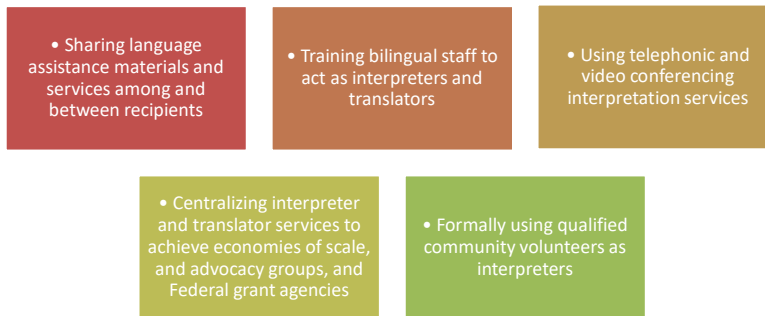 • Sharing language
assistance materials and
services among and
between recipients
• Training bilingual staff to
act as interpreters and
translators
• Using telephonic and
video conferencing
interpretation services
• Centralizing interpreter
and translator services to
achieve economies of scale,
and advocacy groups, and
Federal grant agencies
• Formally using qualified
community volunteers as
interpreters